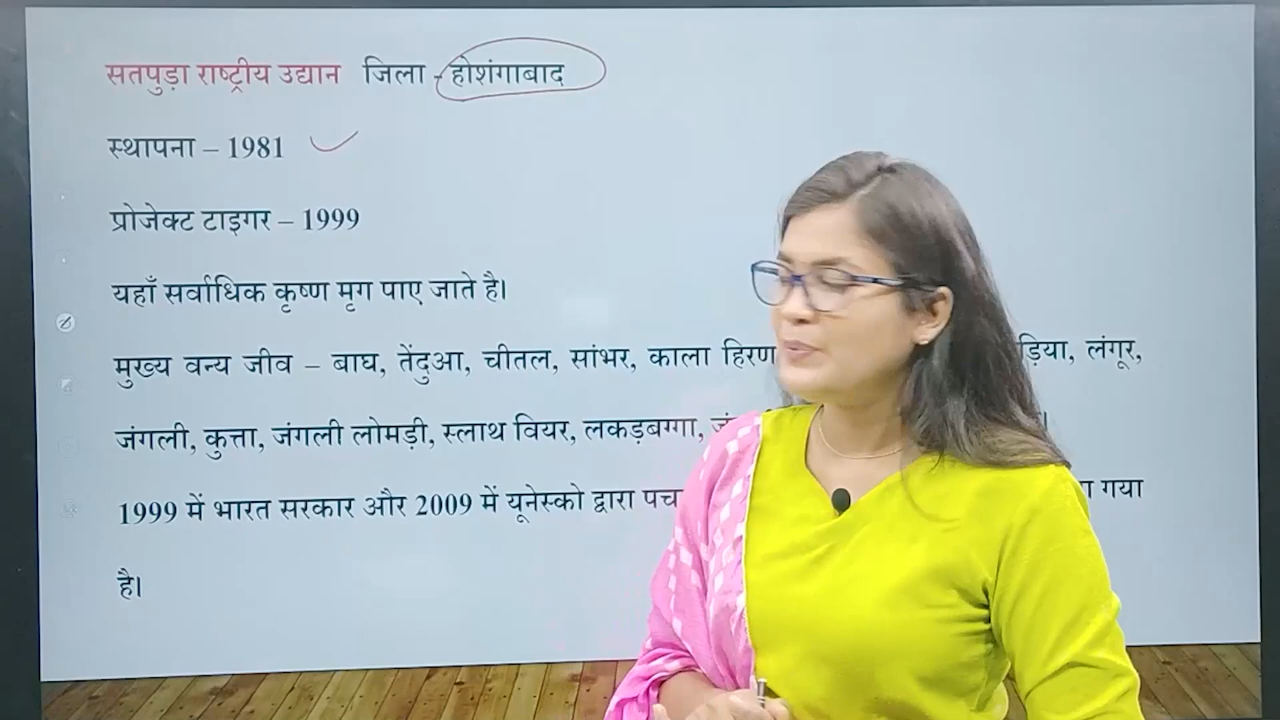 सतपुड़ा राष्ट्रीय उद्यान जिला - होशंगाबाद
स्थापना – 1981
प्रोजेक्ट टाइगर – 1999
यहाँ सर्वाधिक कृष्ण मृग पाए जाते है।
मुख्य वन्य जीव – बाघ, तेंदुआ, चीतल, सांभर, काला हिरण लंगूर,
जंगली, कुत्ता, जंगली लोमड़ी, स्लाथ वियर, लकड़बग्गा,
1999 में भारत सरकार और 2009 में यूनेस्को द्वारा गया
है।